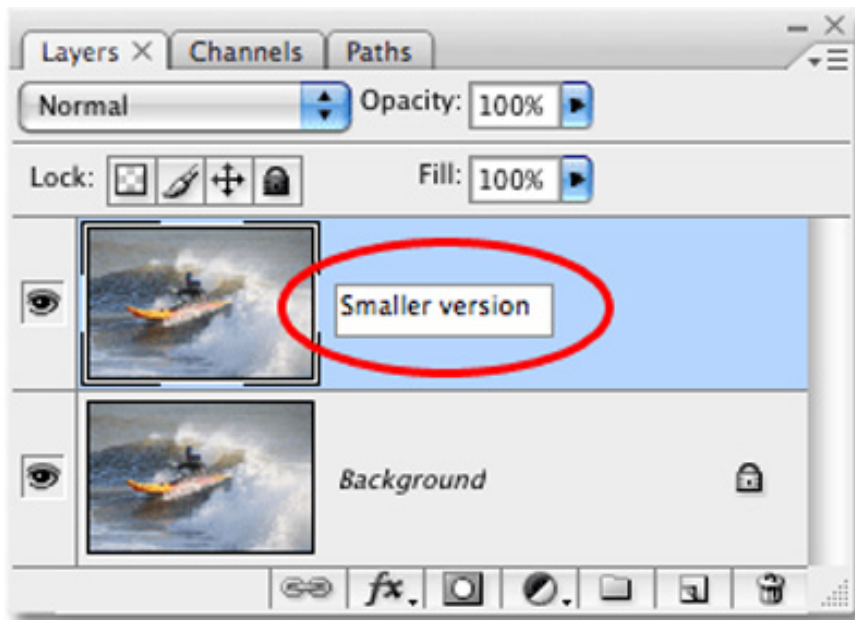 Layers Channels Paths
Normal Opacity: 100%
Lock: Fill: 100%
Smaller version
Background
fx.